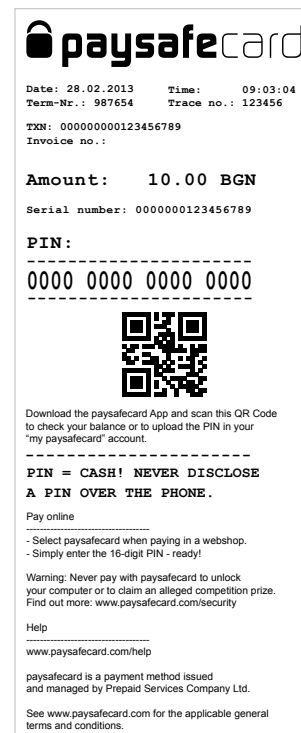 paysafecard
Date: 28.02.2013 Time: 09:03:04
Term-Nr.: 987654 Trace no.: 123456
TXN: 000000000123456789
Invoice no.:
Amount: 10.00 BGN
Serial number: 0000000123456789
PIN:
-----------------------
0000 0000 0000 0000
-----------------------
Download the paysafecard App and scan this QR Code
to check your balance or to upload the PIN in your
“my paysafecard” account.
-----------------------
PIN = CASH! NEVER DISCLOSE
A PIN OVER THE PHONE.
Pay online
------------------------------------
- Select paysafecard when paying in a webshop.
- Simply enter the 16-digit PIN - ready!
Warning: Never pay with paysafecard to unlock
your computer or to claim an alleged competition prize.
Find out more: www.paysafecard.com/security
Help
------------------------------------
www.paysafecard.com/help
paysafecard is a payment method issued
and managed by Prepaid Services Company Ltd.
See www.paysafecard.com for the applicable general
terms and conditions.